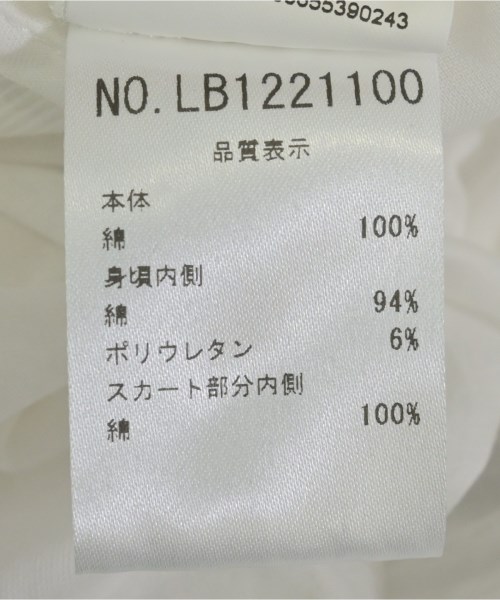 NO.LB1221100
品質表示
本体
綿 100%
身頃内側
綿 94%
ポリウレタン 6%
スカート部分内側
綿 100%